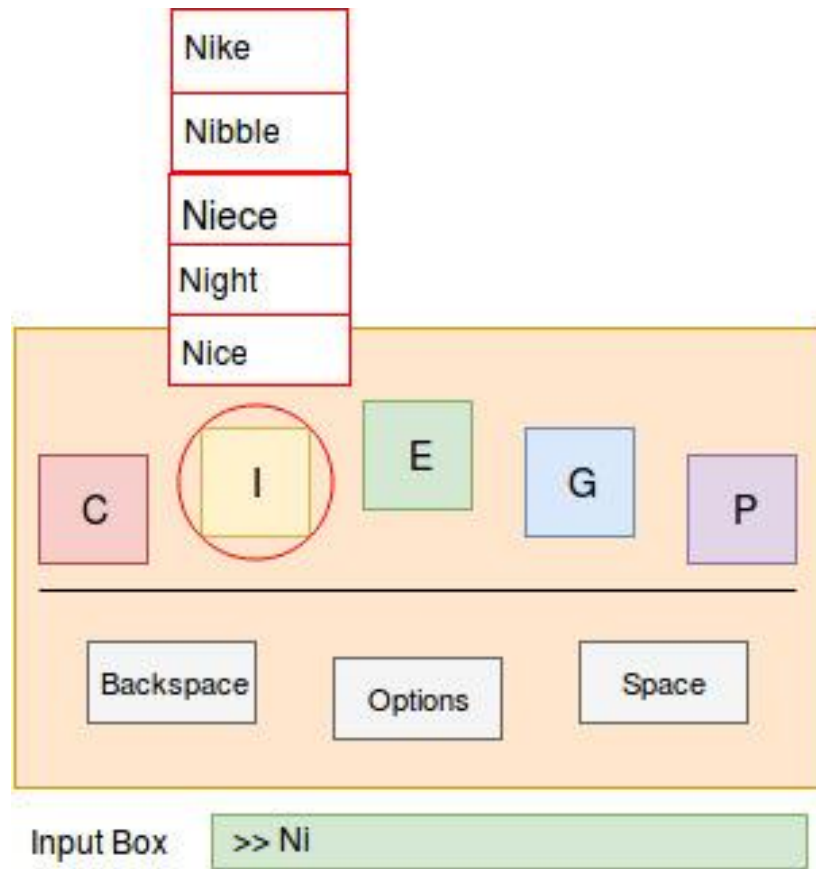 Nike
Nibble
Niece
Night
Nice
C I E G P
Backspace Options Space
Input Box >> Ni